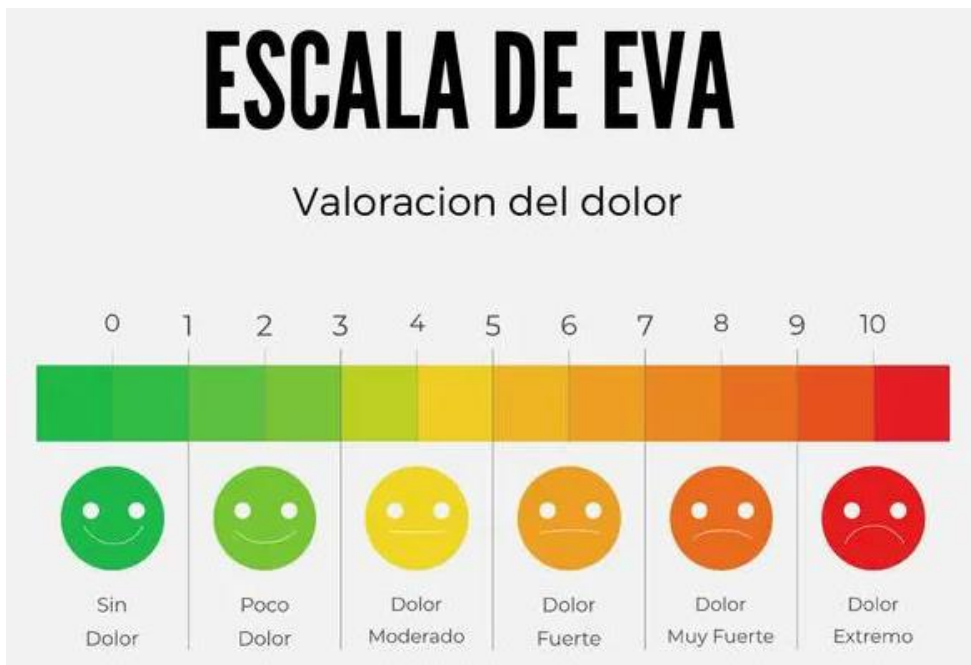 ESCALA DE EVA
Valoracion del dolor
0 1 2 3 4 5 6 7 8 9 10
Sin Dolor
Poco Dolor
Dolor Moderado
Dolor Fuerte
Dolor Muy Fuerte
Dolor Extremo